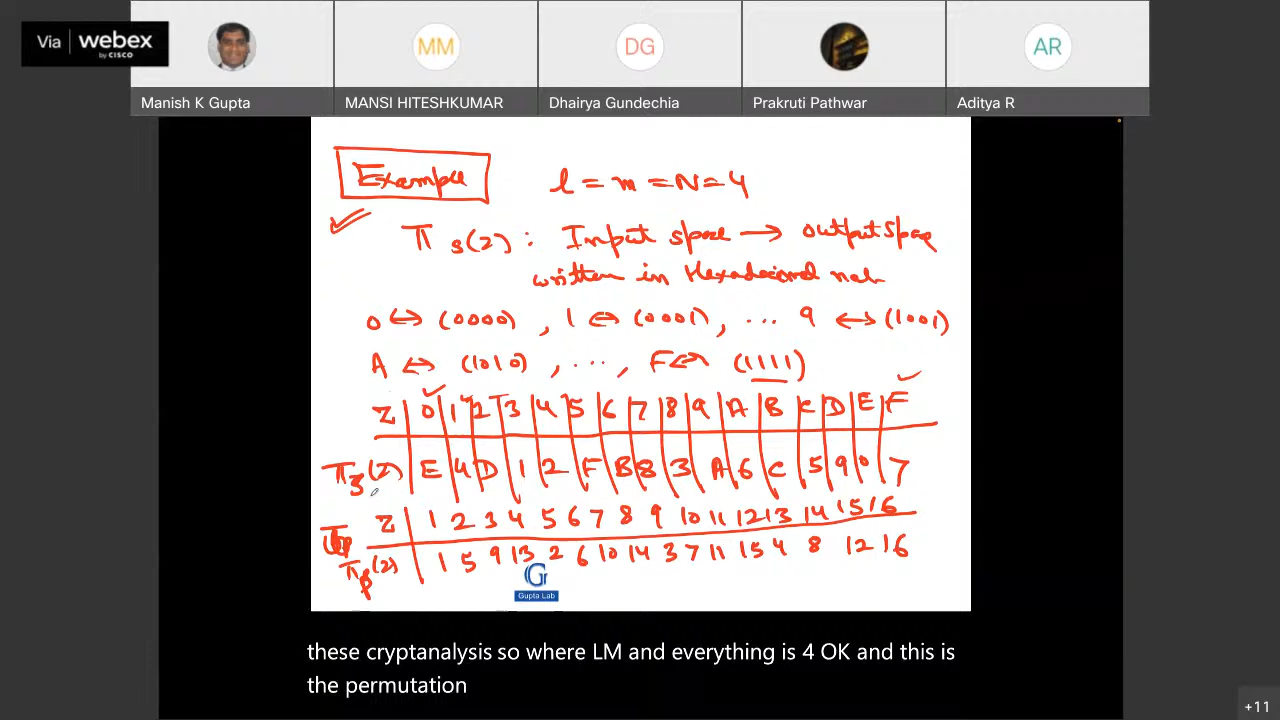 Via webex
by CISCO
MM
DG
AR
Manish K Gupta
MANSI HITESHKUMAR
Dhairya Gundechia
Prakruti Pathwar
Aditya R
Example
l = m = N = 4
π s(z) : Input space → output space
written in Hexadecimal
0 ↔ (0000) , 1 ↔ (0001) , ... 9 ↔ (1001)
A ↔ (1010) , ... , F ↔ (1111)
Z | 0 | 1 | 2 | 3 | 4 | 5 | 6 | 7 | 8 | 9 | A | B | C | D | E | F
π s(z) | E | 4 | D | 1 | 2 | F | B | 8 | 3 | A | 6 | C | 5 | 9 | 0 | 7
Z | 1 2 3 4 5 6 7 8 9 10 11 12 13 14 15 16
π p(z) | 1 5 9 13 2 6 10 14 3 7 11 15 4 8 12 16
G
Gupta Lab
these cryptanalysis so where LM and everything is 4 OK and this is
the permutation
+11